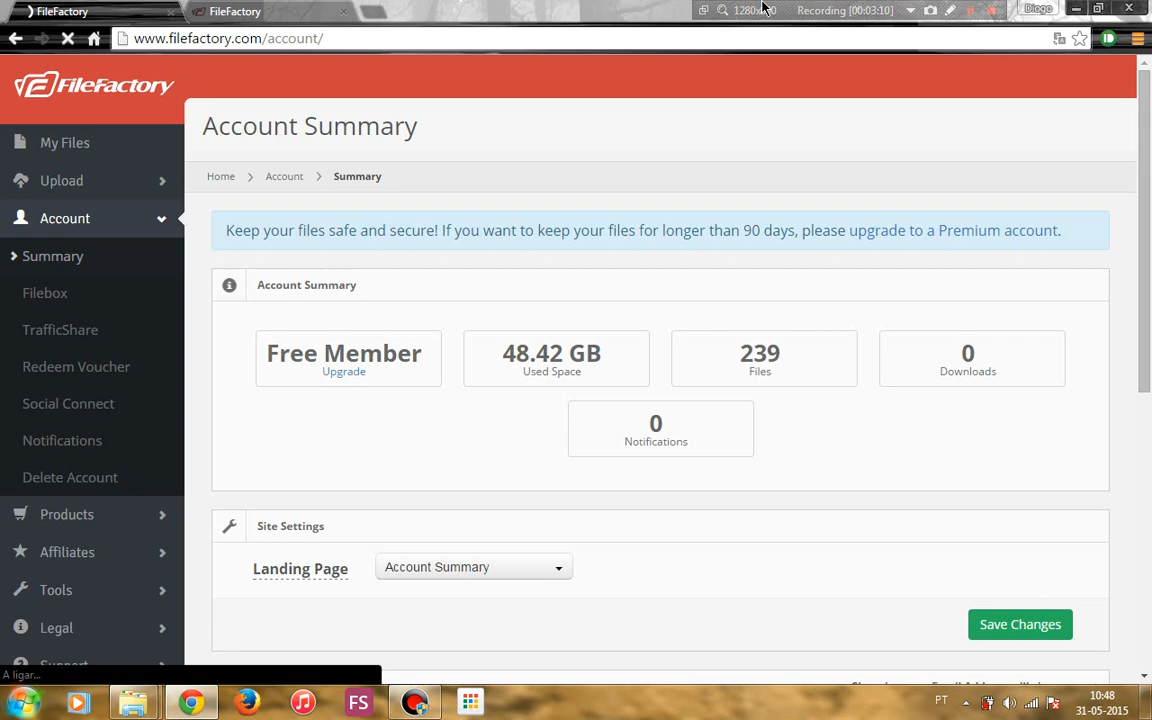 FileFactory
FileFactory
Recording [00:03:10]
Diogo
www.filefactory.com/account/
FileFactory
My Files
Upload
Account
Summary
Filebox
TrafficShare
Redeem Voucher
Social Connect
Notifications
Delete Account
Products
Affiliates
Tools
Legal
Account Summary
Home
Account
Summary
Keep your files safe and secure! If you want to keep your files for longer than 90 days, please upgrade to a Premium account.
Account Summary
Free Member
Upgrade
48.42 GB
Used Space
239
Files
0
Downloads
0
Notifications
Site Settings
Landing Page
Account Summary
Save Changes
A ligar...
FS
PT
10:48
31-05-2015